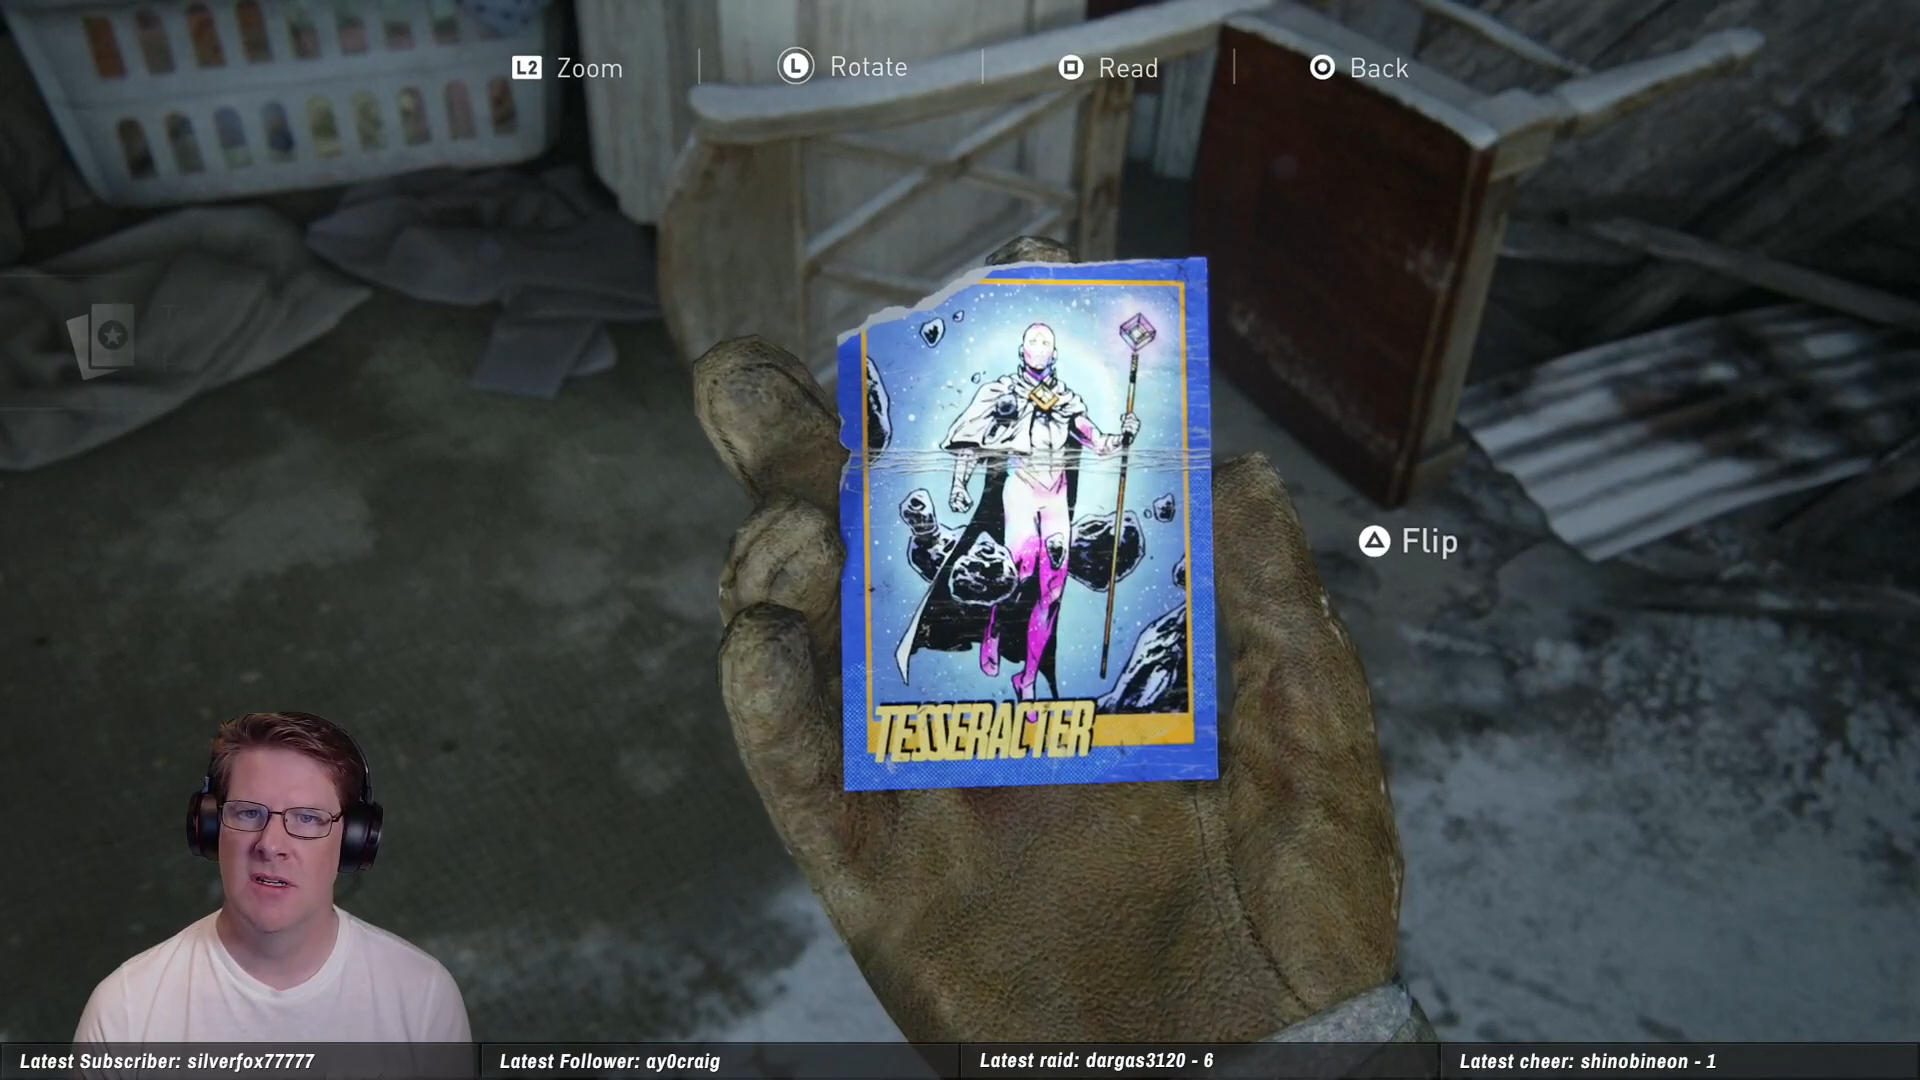 L2 Zoom
L Rotate
Read
Back
Flip
TESSERACTER
Latest Subscriber: silverfox77777
Latest Follower: ay0craig
Latest raid: dargas3120 - 6
Latest cheer: shinobineon - 1